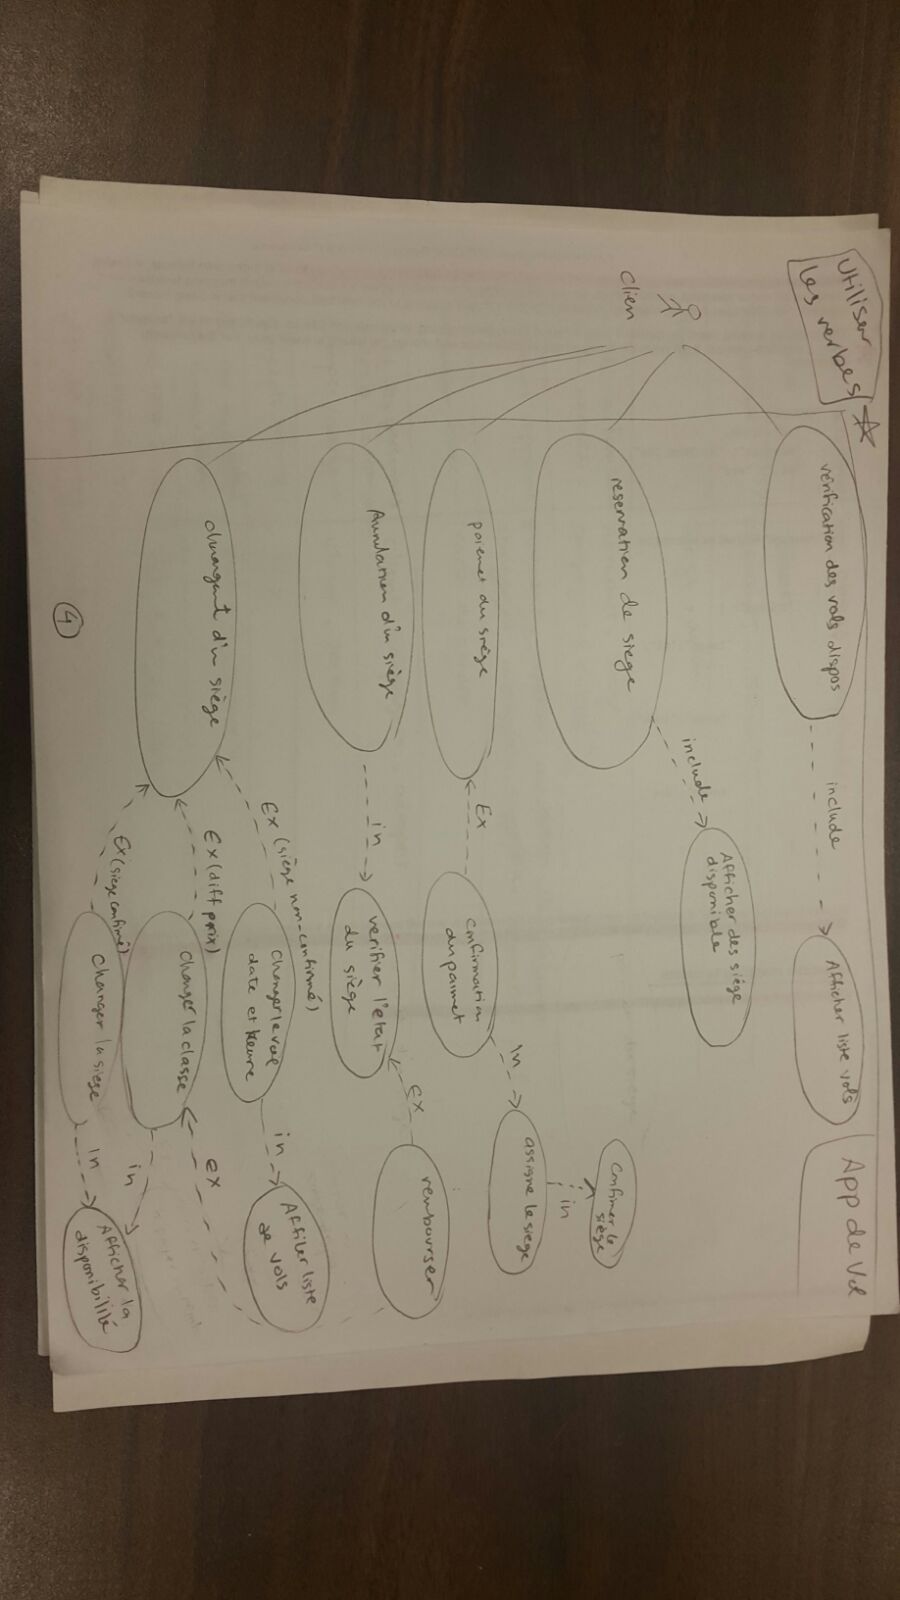 Utiliser
les verbes
App de Vol
vérification des vols dispos
include
Afficher liste vols
Afficher des siége
disponible
include
Clien
reservation de siege
Confirmer le
siège
in
assigne le siege
In
poiemet du siège
Ex
confirmation
du paimet
rembourser
ex
Annulation d'un siège
in
verifier l'etat
du siège
Ex (siège non-confirmé)
Changer le vol
date et heure
in
liste
de vols
d'un siège
Ex (diff prix)
Changer la classe
ex
in
Ex (siege confirmé)
Changer la siege
In
Afficher la
disponibilité
4